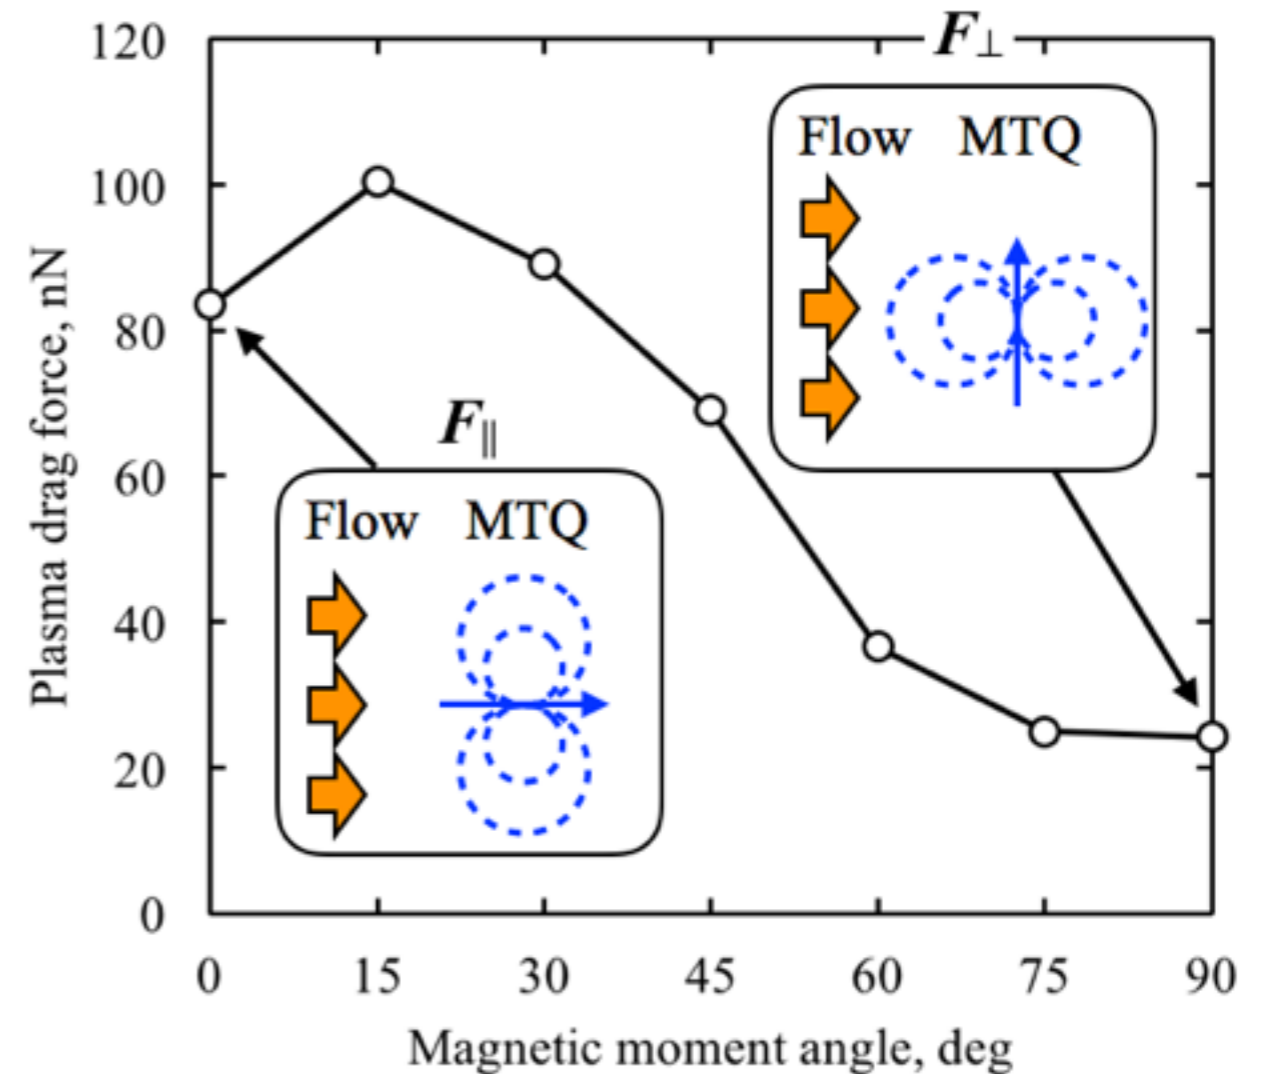 F⊥
120
100
80
60
40
20
0
Plasma drag force, nN
Flow MTQ
F||
Flow MTQ
0 15 30 45 60 75 90
Magnetic moment angle, deg